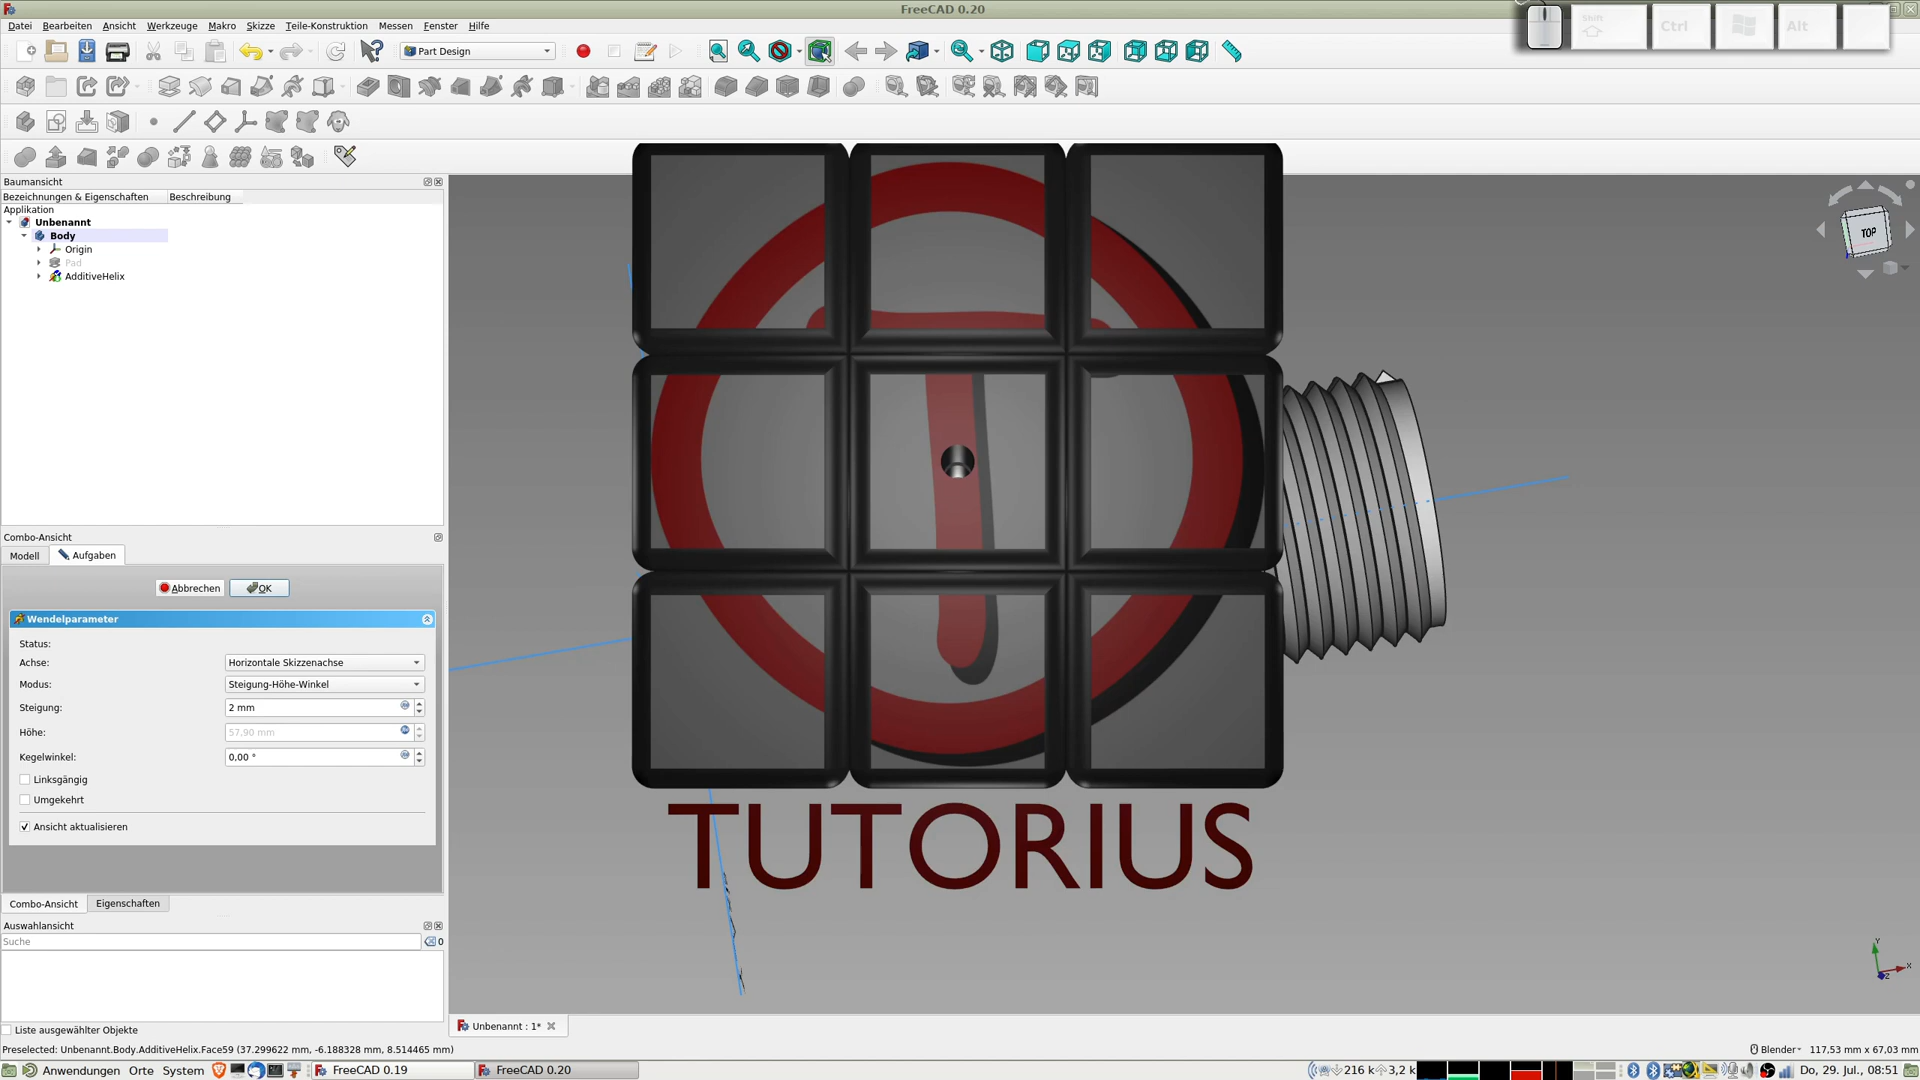 FreeCAD 0.20
Datei Bearbeiten Ansicht Werkzeuge Makro Skizze Teile-Konstruktion Messen Fenster Hilfe
Shift Ctrl Alt
Part Design
Baumansicht
Bezeichnungen & Eigenschaften Beschreibung
Applikation
Unbenannt
Body
Origin
Pad
AdditiveHelix
TOP
Combo-Ansicht
Modell Aufgaben
Abbrechen OK
Wendelparameter
Status:
Achse: Horizontale Skizzenachse
Modus: Steigung-Höhe-Winkel
Steigung: 2 mm
Höhe: 57,90 mm
Kegelwinkel: 0,00 °
Linksgängig
Umgekehrt
Ansicht aktualisieren
TUTORIUS
Combo-Ansicht Eigenschaften
Auswahlansicht
Suche 0
Y
X
Z
Unbenannt : 1*
Liste ausgewählter Objekte
Preselected: Unbenannt.Body.AdditiveHelix.Face59 (37.299622 mm, -6.188328 mm, 8.514465 mm)
Blender 117,53 mm x 67,03 mm
Anwendungen Orte System FreeCAD 0.19 FreeCAD 0.20 216 k 3,2 k Do, 29. Jul., 08:51